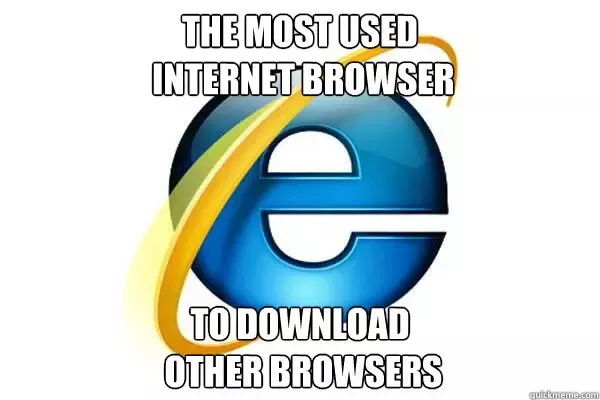 THE MOST USED
INTERNET BROWSER
TO DOWNLOAD
OTHER BROWSERS
quickmeme.com